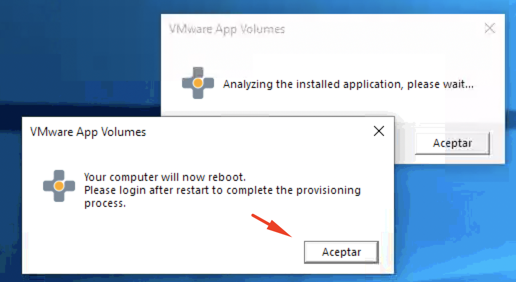 VMware App Volumes
Analyzing the installed application, please wait...
Aceptar
VMware App Volumes
Your computer will now reboot.
Please login after restart to complete the provisioning
process.
Aceptar